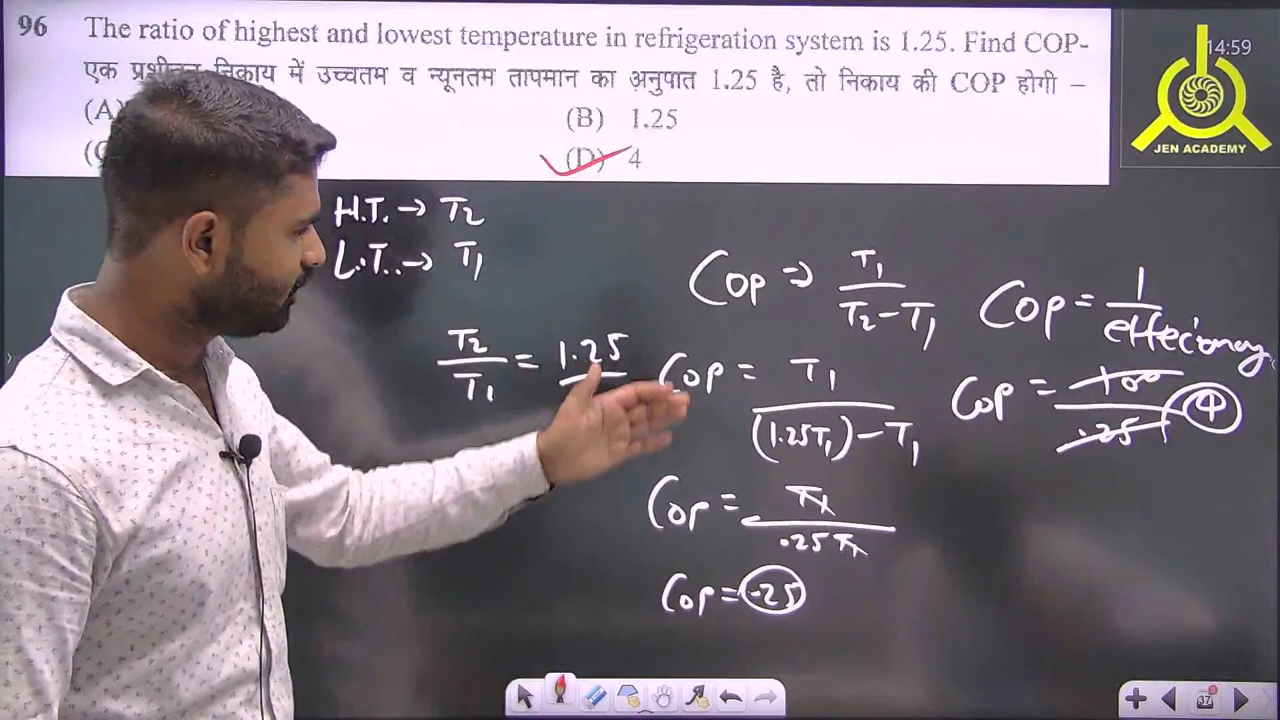 96 The ratio of highest and lowest temperature in refrigeration system is 1.25. Find COP-
एक प्रशीतन निकाय में उच्चतम व न्यूनतम तापमान का अनुपात 1.25 है, तो निकाय की COP होगी –
(A) (B) 1.25
(D) 4
14:59
JEN ACADEMY
H.T. → T2
L.T. → T1
T2/T1 = 1.25
Cop ⇒ T1/(T2-T1)
Cop = T1/((1.25T1)-T1)
Cop = T1/.25T1
Cop = .25
Cop = 1/effeciencey
Cop = 100/.25 4
37